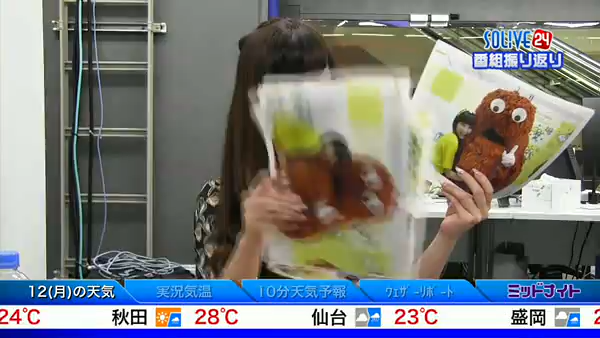 SOLiVE24
番組振り返り
12(月)の天気 実況気温 10分天気予報 ウェザーリポート ミッドナイト
24℃ 秋田 28℃ 仙台 23℃ 盛岡